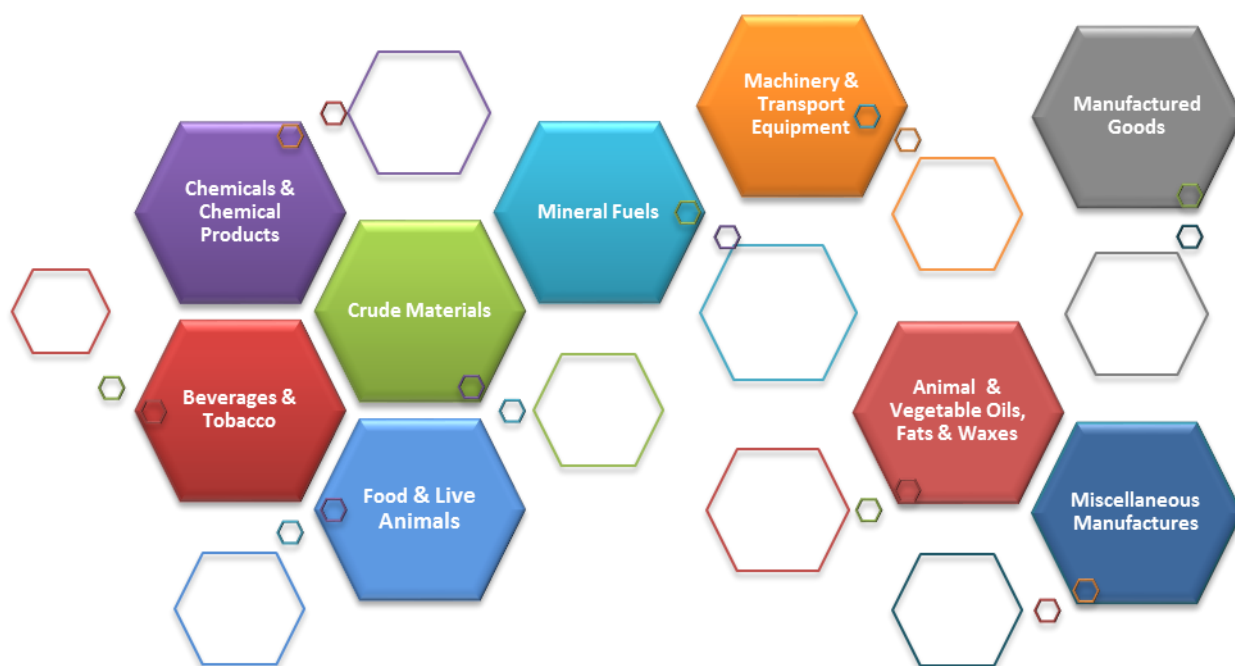 Machinery &
Transport
Equipment
Manufactured
Goods
Chemicals &
Chemical
Products
Mineral Fuels
Crude Materials
Beverages &
Tobacco
Animal  &
Vegetable Oils,
Fats & Waxes
Food & Live
Animals
Miscellaneous
Manufactures